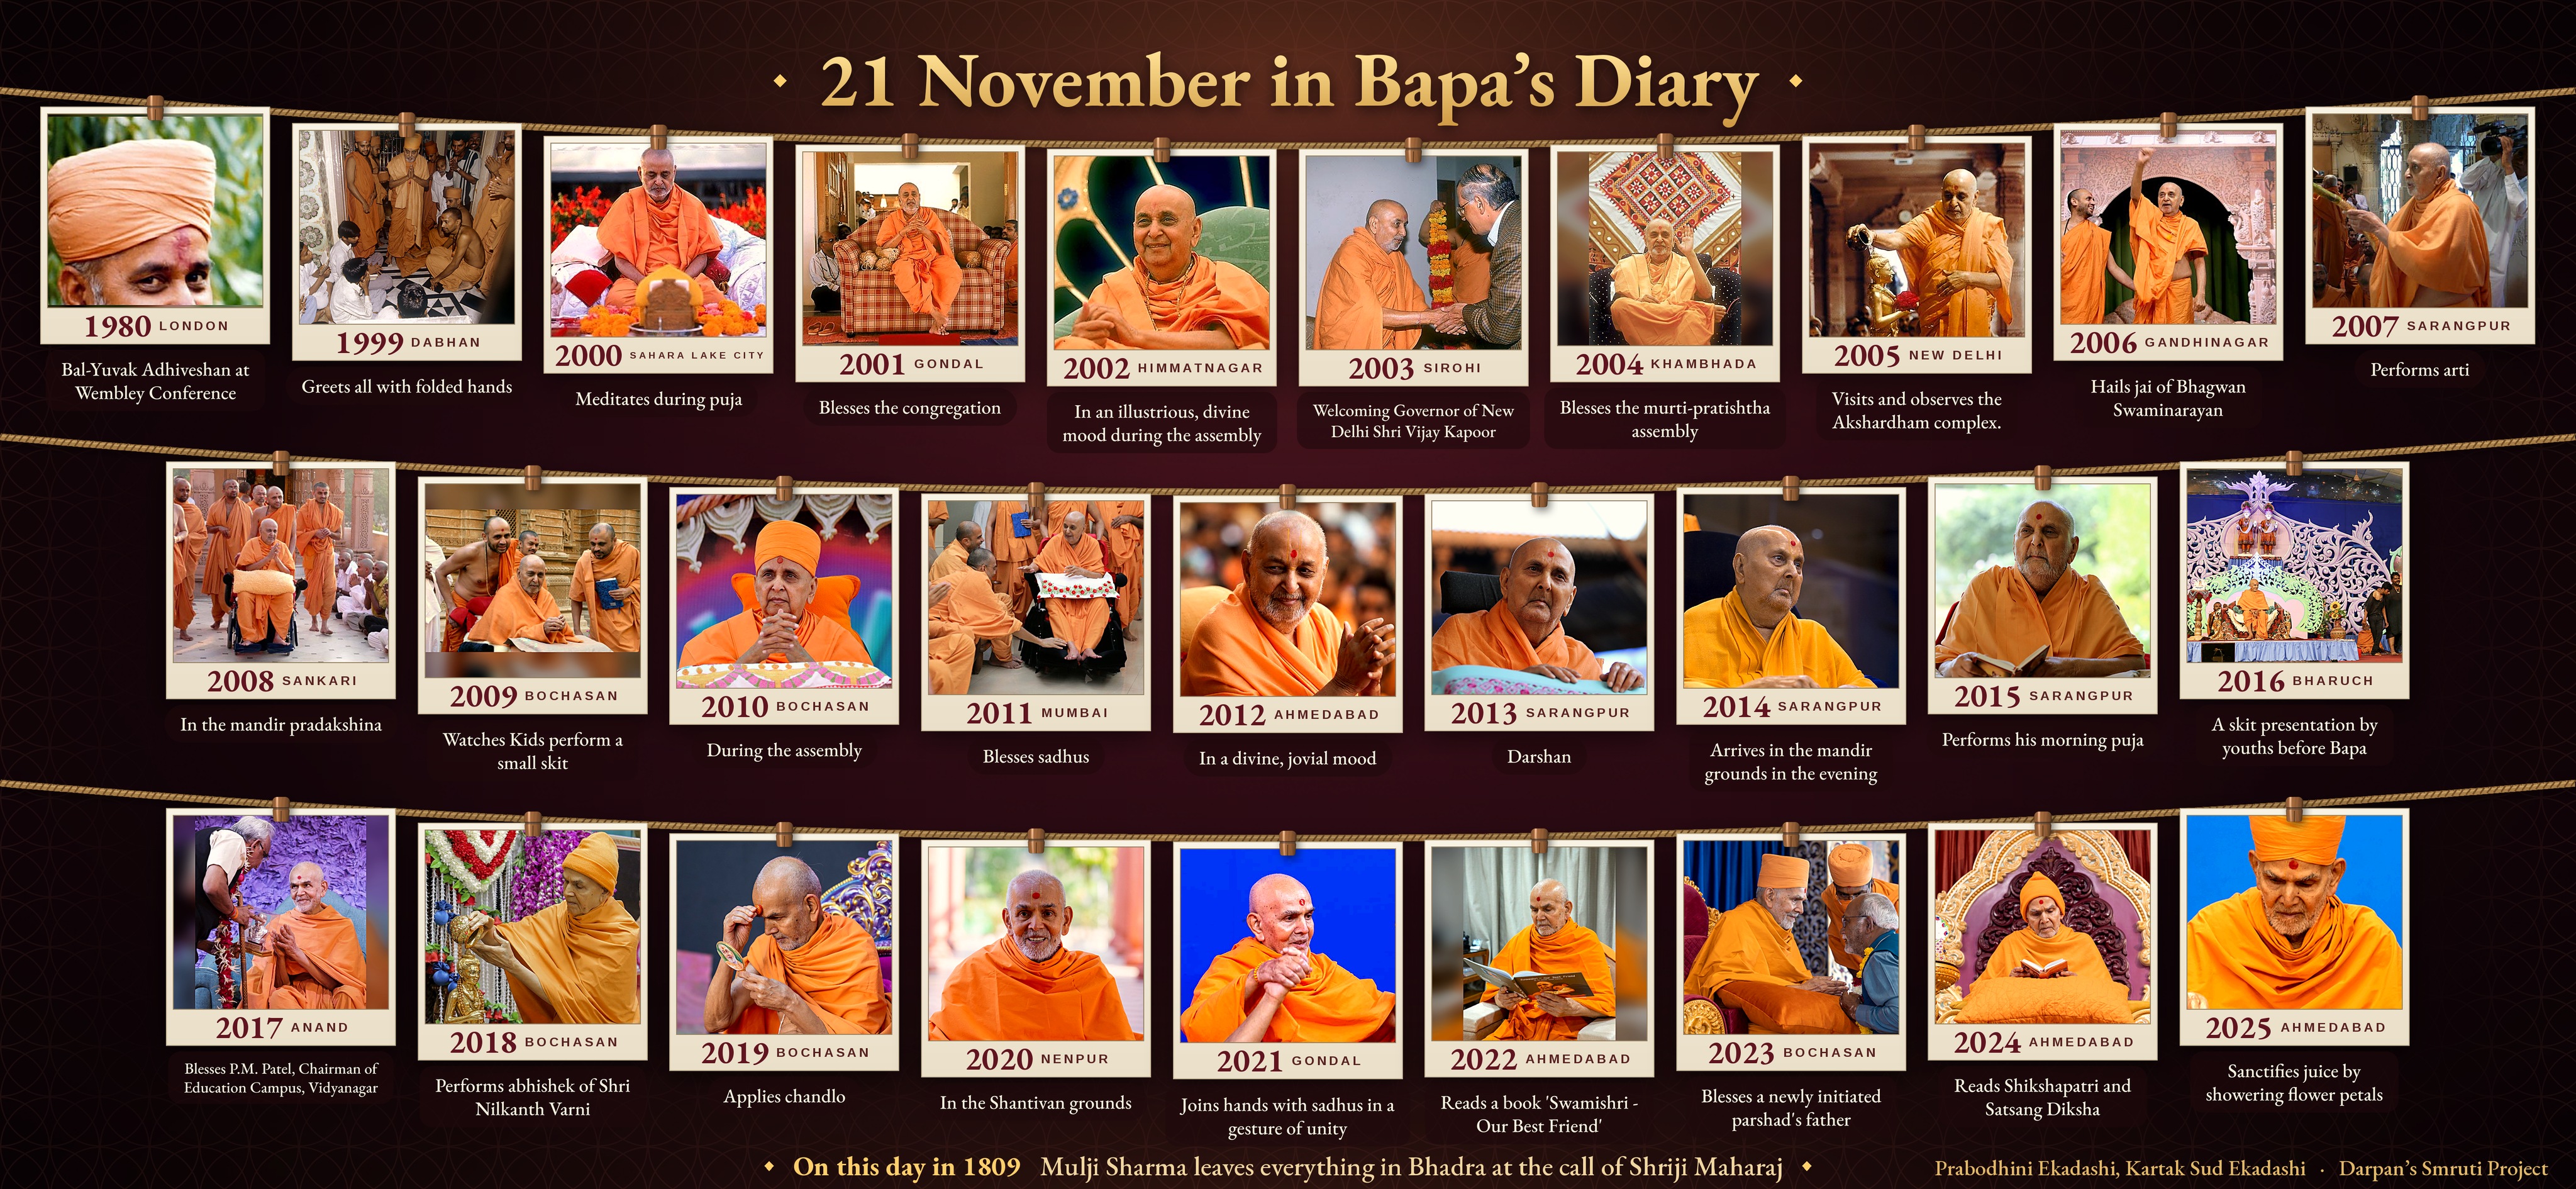 21 November in Bapa's Diary
1980 LONDON
Bal-Yuvak Adhiveshan at
Wembley Conference
1999 DABHAN
Greets all with folded hands
2000 SAHARA LAKE CITY
Meditates during puja
2001 GONDAL
Blesses the congregation
2002 HIMMATNAGAR
In an illustrious, divine
mood during the assembly
2003 SIROHI
Welcoming Governor of New
Delhi Shri Vijay Kapoor
2004 KHAMBHADA
Blesses the murti-pratishtha
assembly
2005 NEW DELHI
Visits and observes the
Akshardham complex.
2006 GANDHINAGAR
Hails jai of Bhagwan
Swaminarayan
2007 SARANGPUR
Performs arti
2008 SANKARI
In the mandir pradakshina
2009 BOCHASAN
Watches Kids perform a
small skit
2010 BOCHASAN
During the assembly
2011 MUMBAI
Blesses sadhus
2012 AHMEDABAD
In a divine, jovial mood
2013 SARANGPUR
Darshan
2014 SARANGPUR
Arrives in the mandir
grounds in the evening
2015 SARANGPUR
Performs his morning puja
2016 BHARUCH
A skit presentation by
youths before Bapa
2017 ANAND
Blesses P.M. Patel, Chairman of
Education Campus, Vidyanagar
2018 BOCHASAN
Performs abhishek of Shri
Nilkanth Varni
2019 BOCHASAN
Applies chandlo
2020 NENPUR
In the Shantivan grounds
2021 GONDAL
Joins hands with sadhus in a
gesture of unity
2022 AHMEDABAD
Reads a book 'Swamishri -
Our Best Friend'
2023 BOCHASAN
Blesses a newly initiated
parshad's father
2024 AHMEDABAD
Reads Shikshapatri and
Satsang Diksha
2025 AHMEDABAD
Sanctifies juice by
showering flower petals
On this day in 1809 Mulji Sharma leaves everything in Bhadra at the call of Shriji Maharaj
Prabodhini Ekadashi, Kartak Sud Ekadashi · Darpan's Smruti Project